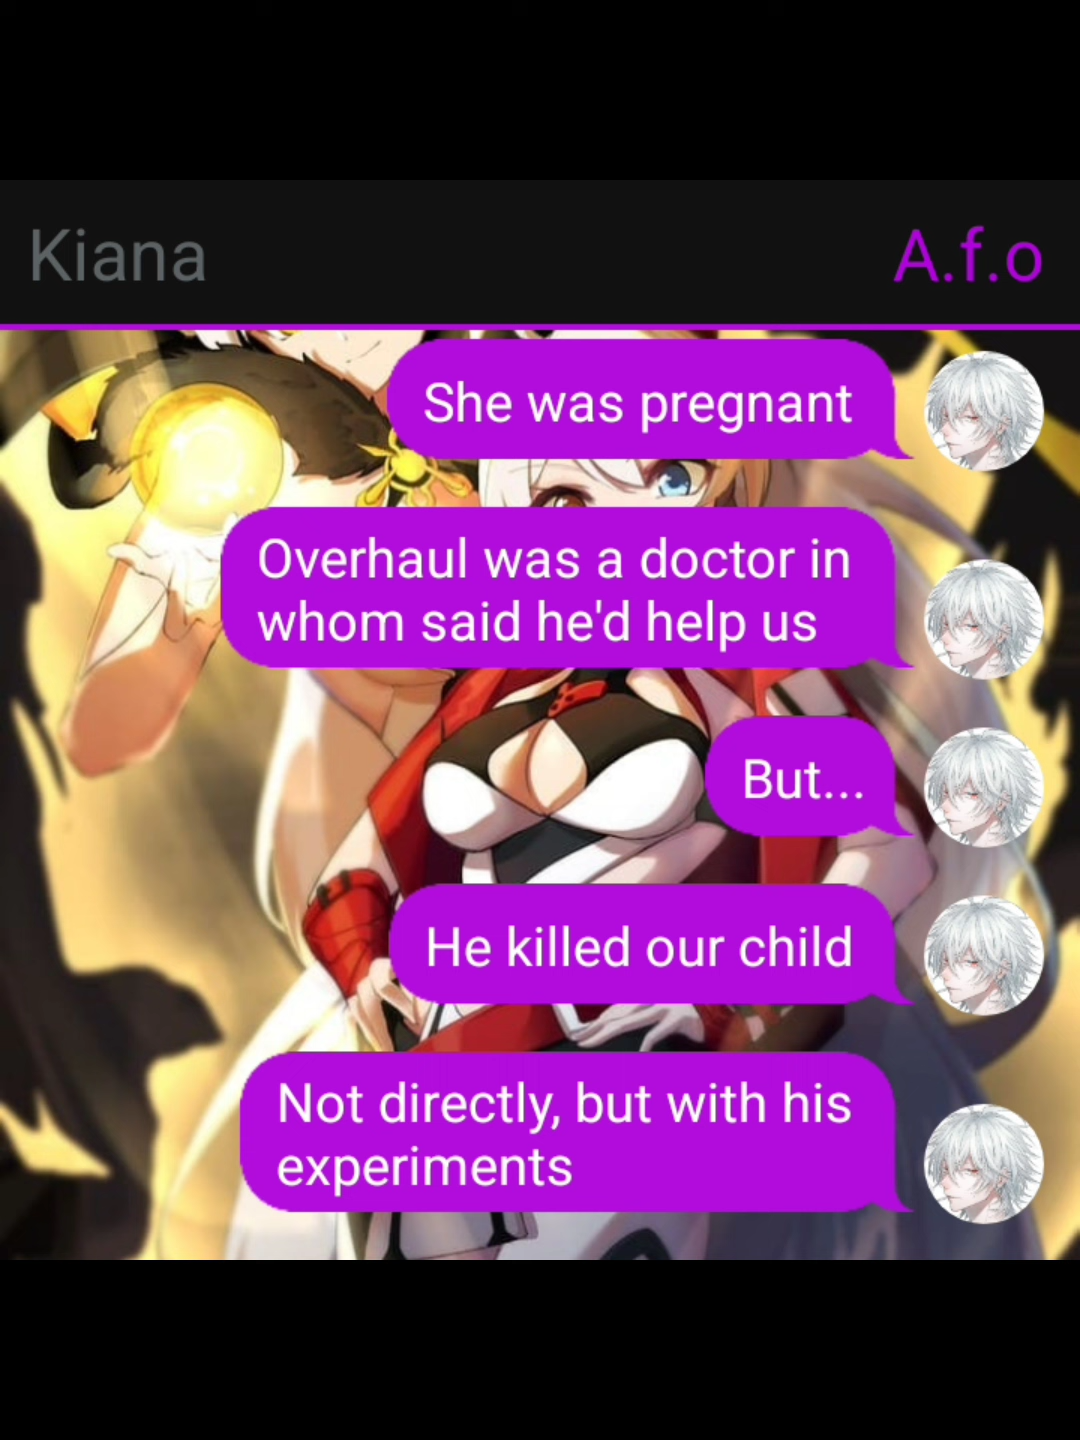 Kiana
A.f.o
She was pregnant
Overhaul was a doctor in
whom said he'd help us
But...
He killed our child
Not directly, but with his
experiments